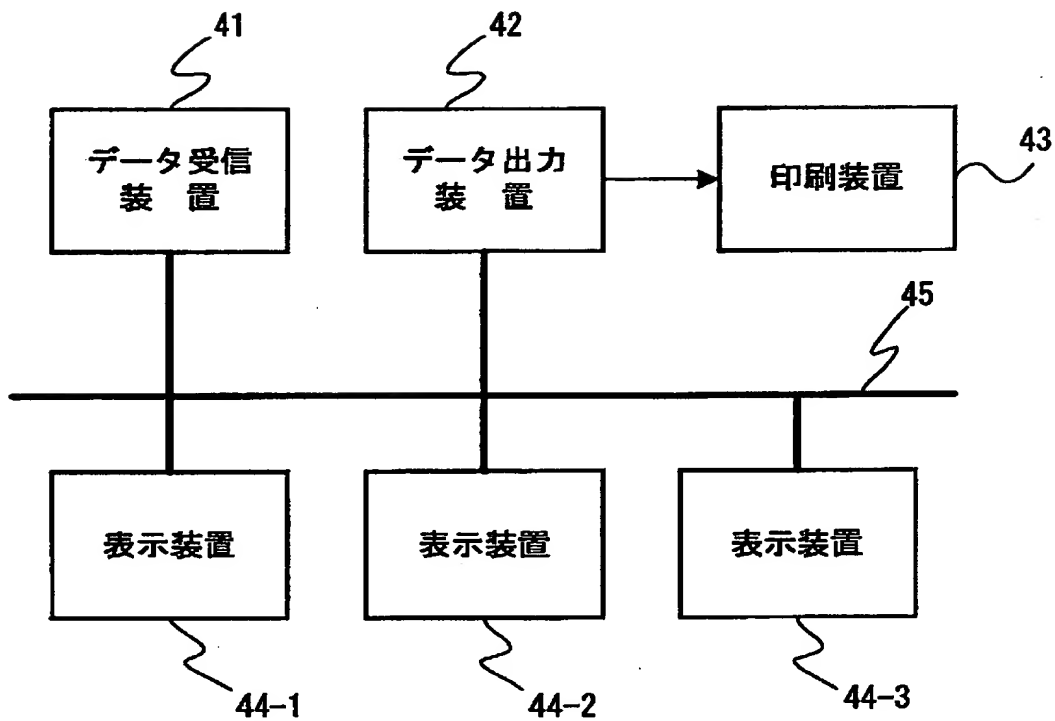 41
42
43
データ受信
装　置
データ出力
装　置
印刷装置
45
表示装置
表示装置
表示装置
44-1
44-2
44-3